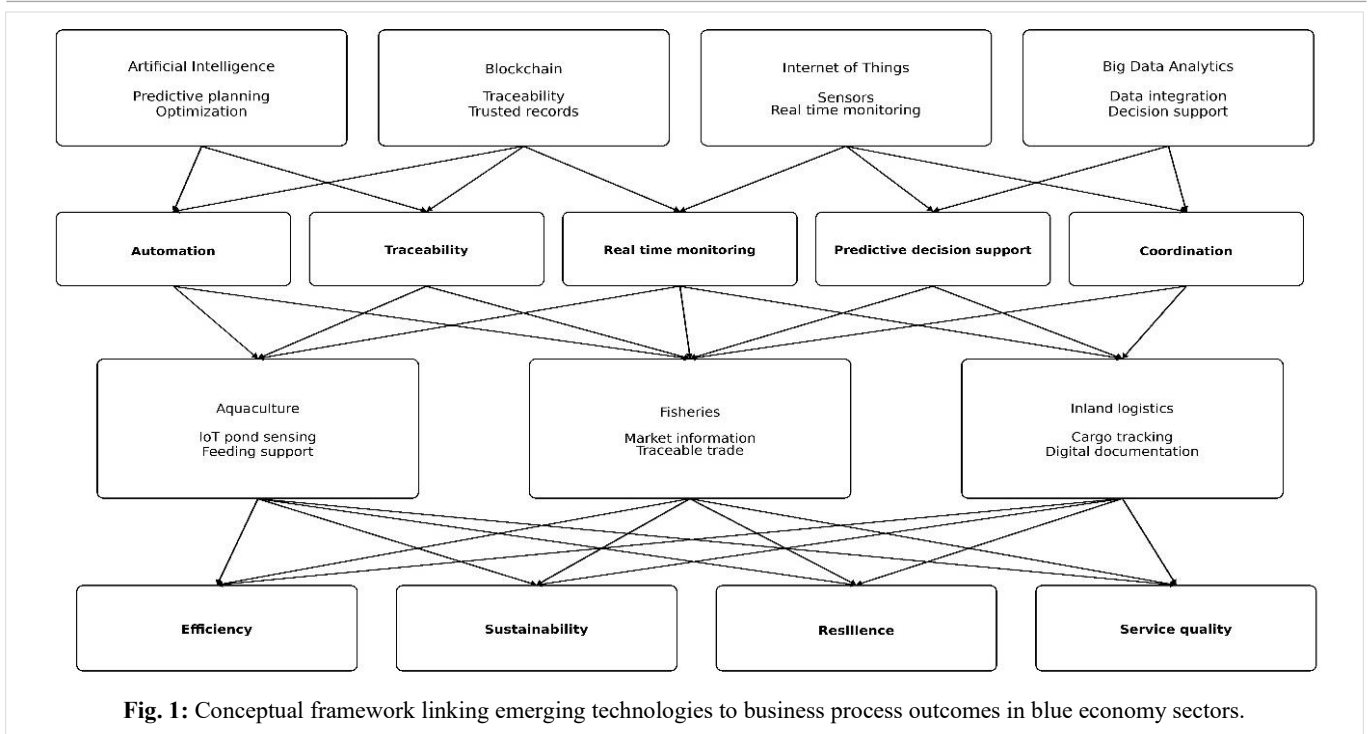 Artificial Intelligence
Predictive planning
Optimization
Blockchain
Traceability
Trusted records
Internet of Things
Sensors
Real time monitoring
Big Data Analytics
Data integration
Decision support
Automation
Traceability
Real time monitoring
Predictive decision support
Coordination
Aquaculture
IoT pond sensing
Feeding support
Fisheries
Market information
Traceable trade
Inland logistics
Cargo tracking
Digital documentation
Efficiency
Sustainability
ResIlIence
Service quality
Fig. 1: Conceptual framework linking emerging technologies to business process outcomes in blue economy sectors.